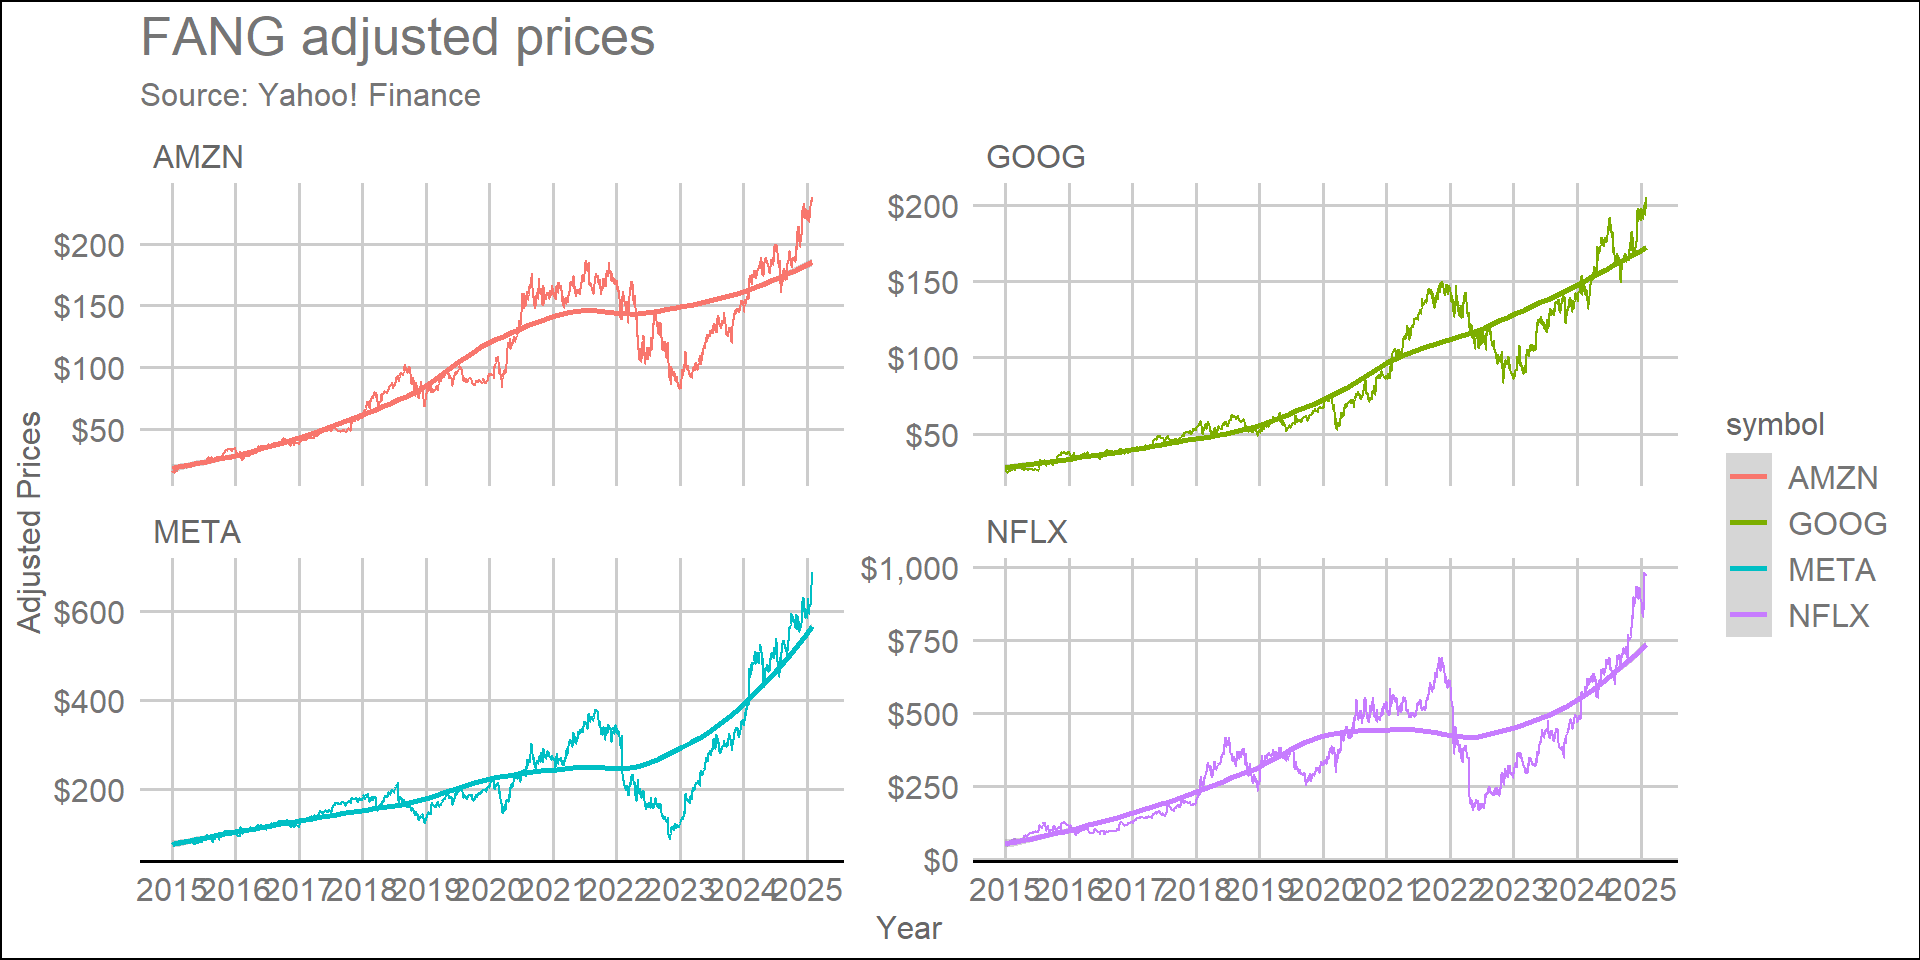 FANG adjusted prices
Source: Yahoo! Finance
AMZN
$200
$150
$100
$50
GOOG
$200
$150
$100
$50
META
$600
$400
$200
2015 2016 2017 2018 2019 2020 2021 2022 2023 2024 2025
NFLX
$1,000
$750
$500
$250
$0
2015 2016 2017 2018 2019 2020 2021 2022 2023 2024 2025
Adjusted Prices
Year
symbol
AMZN
GOOG
META
NFLX